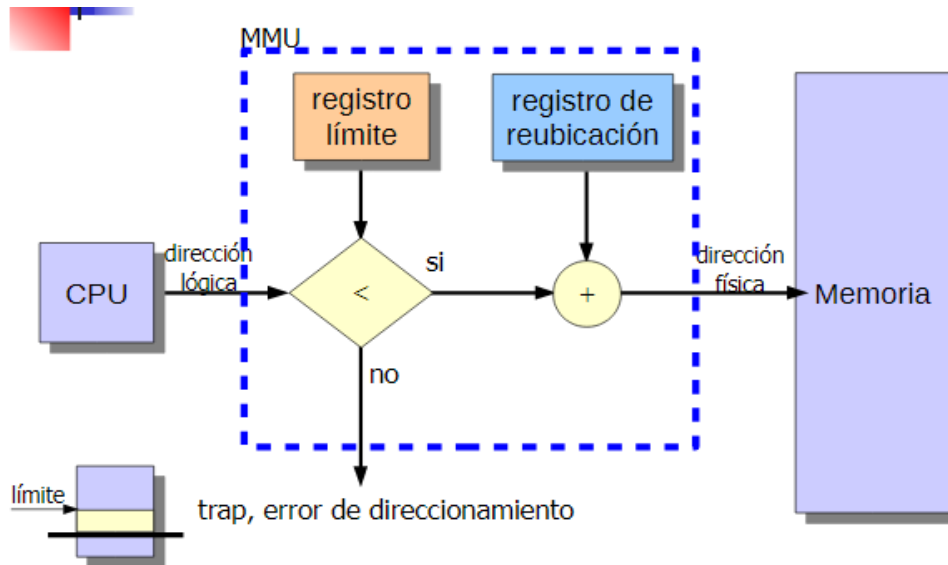 MMU
registro
límite
registro de
reubicación
dirección
lógica
CPU
<
si
+
dirección
física
Memoria
no
límite
trap, error de direccionamiento